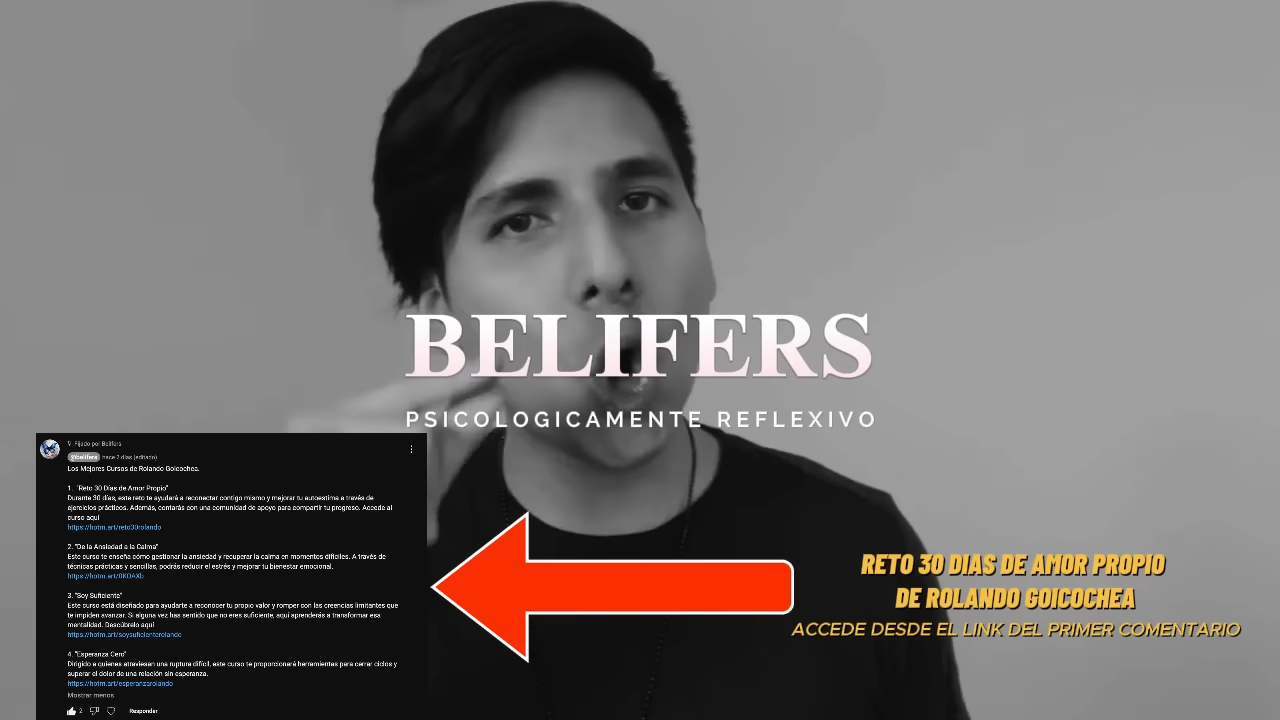 BELIFERS
PSICOLOGICAMENTE REFLEXIVO
Fijado por Belifers
@belifers hace 2 días (editado)
Los Mejores Cursos de Rolando Goicochea.
1. "Reto 30 Días de Amor Propio"
Durante 30 días, este reto te ayudará a reconectar contigo mismo y mejorar tu autoestima a través de
ejercicios prácticos. Además, contarás con una comunidad de apoyo para compartir tu progreso. Accede al
curso aquí
https://hotm.art/reto30rolando
2. "De la Ansiedad a la Calma"
Este curso te enseña cómo gestionar la ansiedad y recuperar la calma en momentos difíciles. A través de
técnicas prácticas y sencillas, podrás reducir el estrés y mejorar tu bienestar emocional.
https://hotm.art/0KOAXb
3. "Soy Suficiente"
Este curso está diseñado para ayudarte a reconocer tu propio valor y romper con las creencias limitantes que
te impiden avanzar. Si alguna vez has sentido que no eres suficiente, aquí aprenderás a transformar esa
mentalidad. Descúbrelo aquí
https://hotm.art/soysuficienterolando
4. "Esperanza Cero"
Dirigido a quienes atraviesan una ruptura difícil, este curso te proporcionará herramientas para cerrar ciclos y
superar el dolor de una relación sin esperanza.
https://hotm.art/esperanzarolando
Mostrar menos
2 Responder
RETO 30 DIAS DE AMOR PROPIO
DE ROLANDO GOICOCHEA
ACCEDE DESDE EL LINK DEL PRIMER COMENTARIO